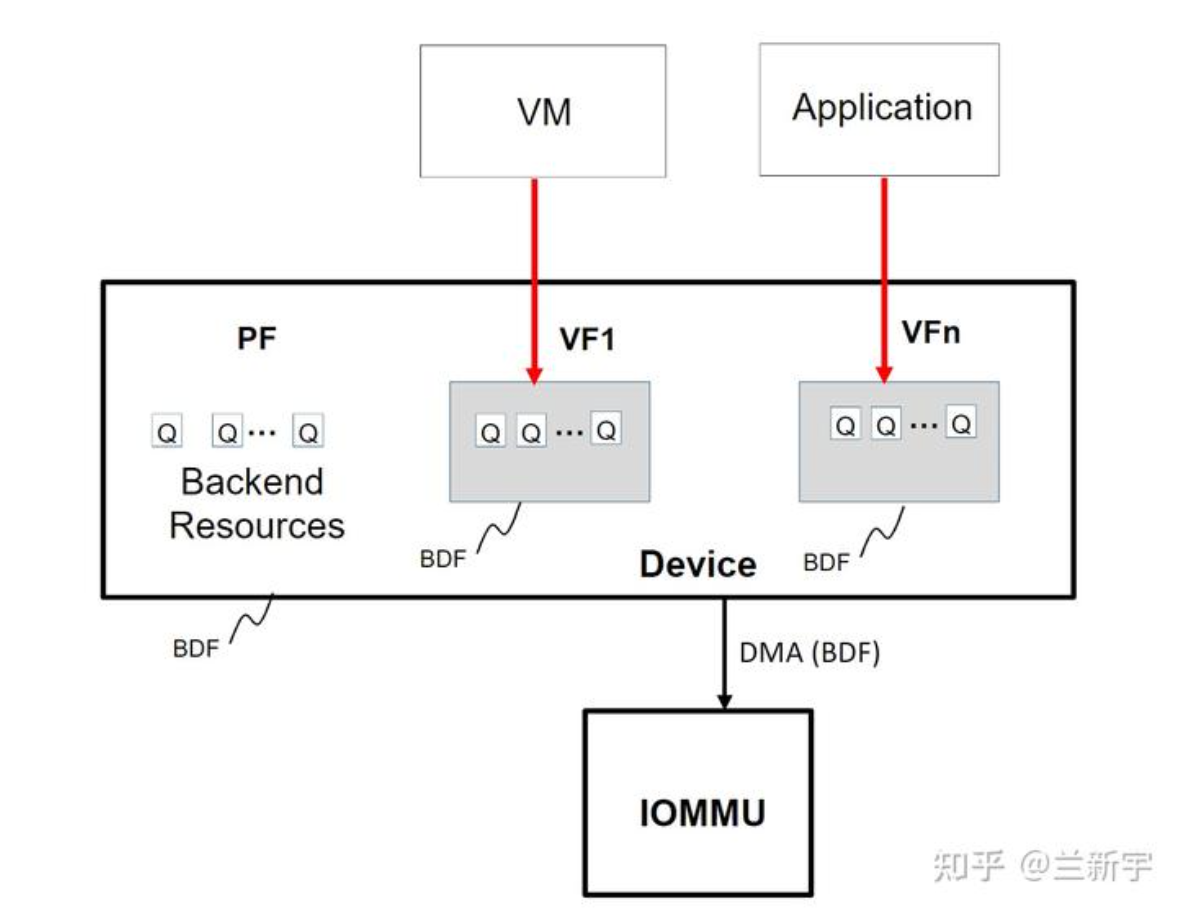 VM
Application
PF
VF1
VFn
Q Q... Q
Q Q ... Q
Q Q ... Q
Backend
Resources
BDF
Device
BDF
BDF
DMA (BDF)
IOMMU
知乎 @兰新宇